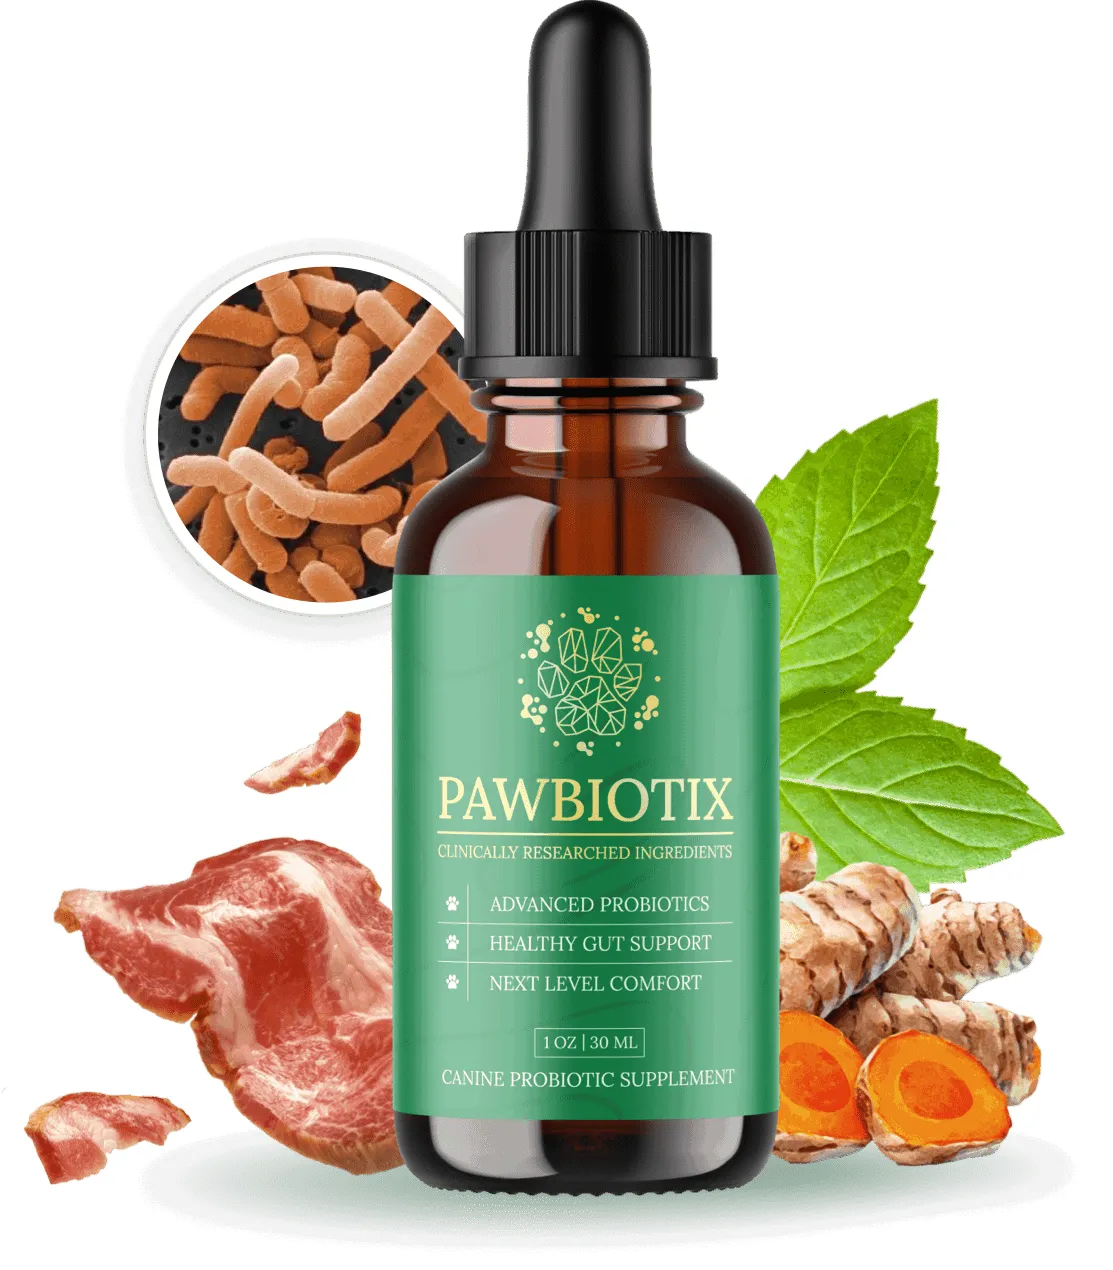 PAWBIOTIX
CLINICALLY RESEARCHED INGREDIENTS
ADVANCED PROBIOTICS
HEALTHY GUT SUPPORT
NEXT LEVEL COMFORT
1 OZ | 30 ML
CANINE PROBIOTIC SUPPLEMENT